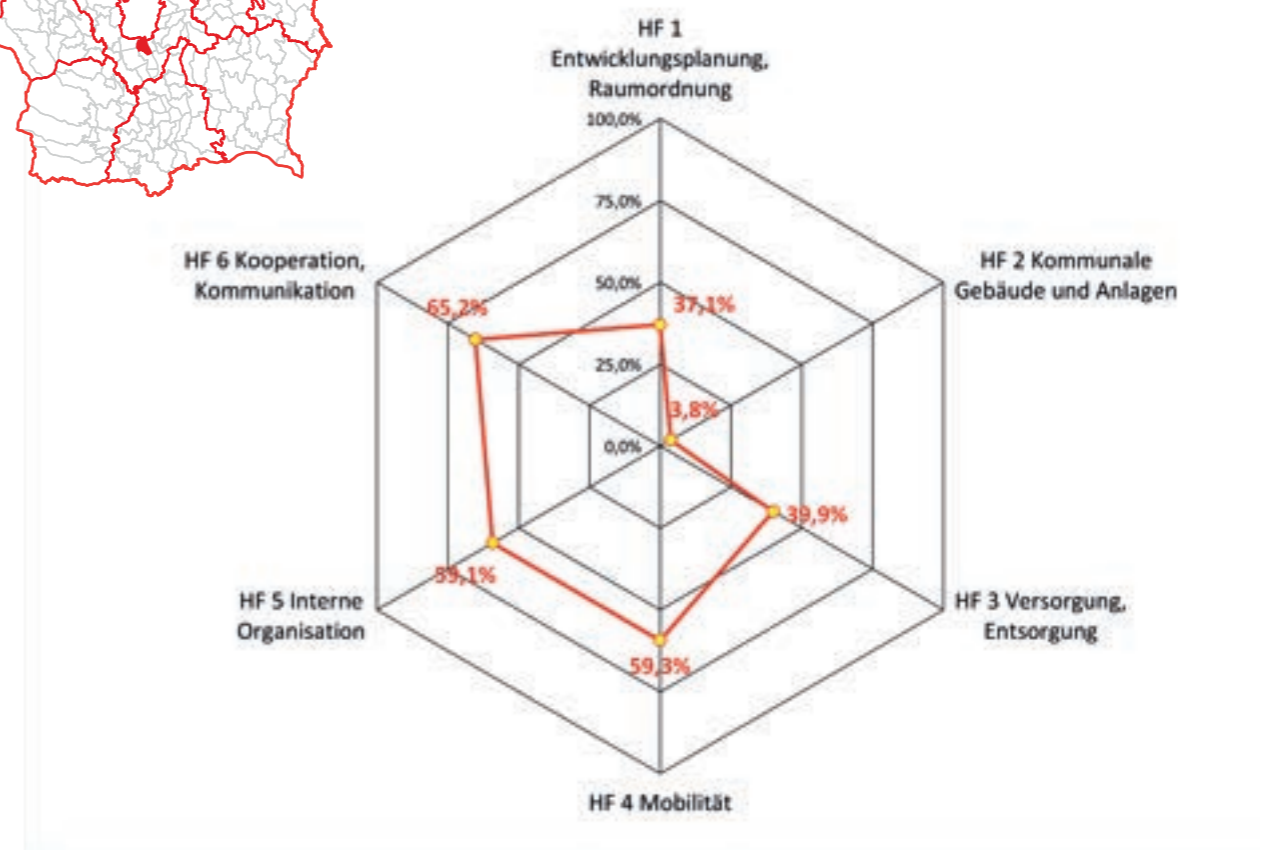 HF 1
Entwicklungsplanung,
Raumordnung
100,0%
75,0%
HF 6 Kooperation,
Kommunikation
HF 2 Kommunale
Gebäude und Anlagen
50,0%
65,2%
37,1%
25,0%
3,8%
0,0%
39,9%
59,1%
HF 5 Interne
Organisation
HF 3 Versorgung,
Entsorgung
59,3%
HF 4 Mobilität